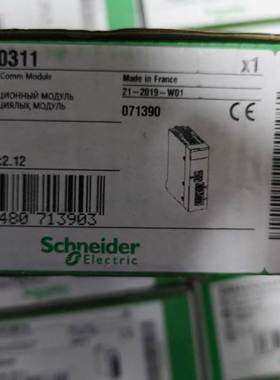 0311
x1
Comm Module
Made in France
ЦИОННЫЙ МОДУЛЬ
21-2019-W01
ЦИЯЛЫҚ МОДУЛЬ
071390
CE
:2.12
480 713903
Schneider
Electric